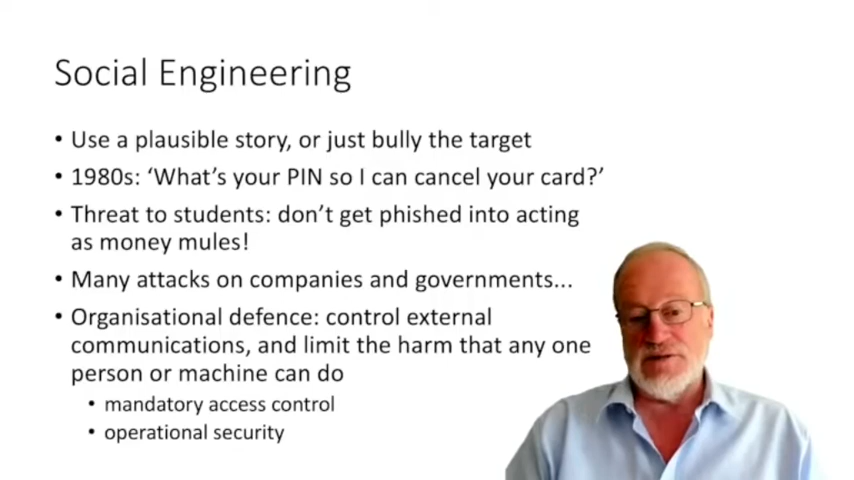 Social Engineering
• Use a plausible story, or just bully the target
• 1980s: ‘What’s your PIN so I can cancel your card?’
• Threat to students: don’t get phished into acting
as money mules!
• Many attacks on companies and governments...
• Organisational defence: control external
communications, and limit the harm that any one
person or machine can do
• mandatory access control
• operational security